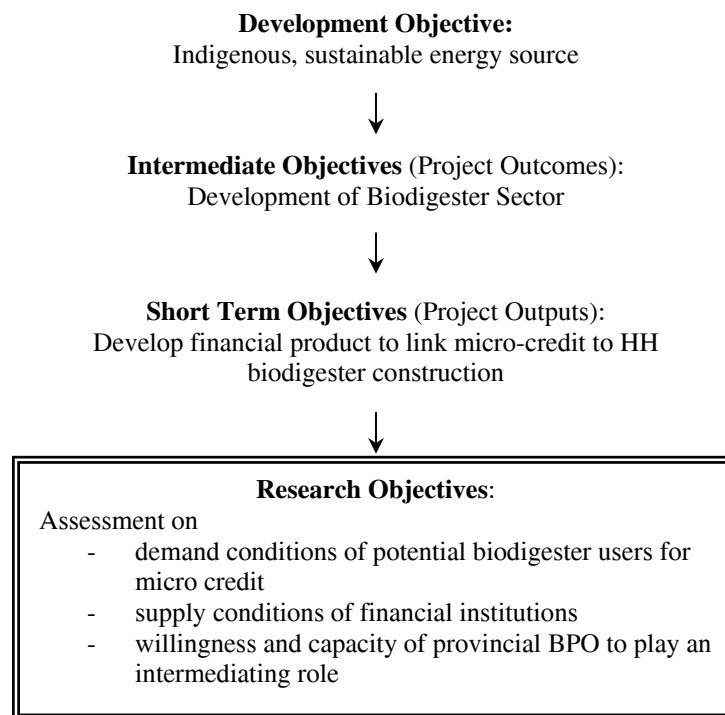 Development Objective:
Indigenous, sustainable energy source
Intermediate Objectives (Project Outcomes):
Development of Biodigester Sector
Short Term Objectives (Project Outputs):
Develop financial product to link micro-credit to HH
biodigester construction
Research Objectives:
Assessment on
- demand conditions of potential biodigester users for
micro credit
- supply conditions of financial institutions
- willingness and capacity of provincial BPO to play an
intermediating role